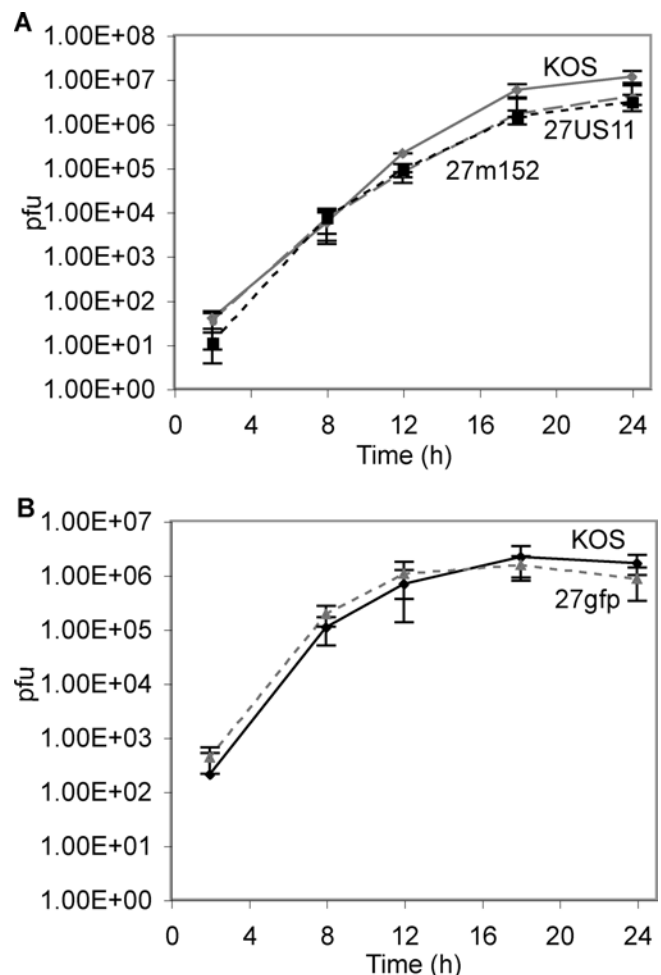 A
1.00E+08
1.00E+07
1.00E+06
1.00E+05
1.00E+04
1.00E+03
1.00E+02
1.00E+01
1.00E+00
pfu
KOS
27US11
27m152
0 4 8 12 16 20 24
Time (h)
B
1.00E+07
1.00E+06
1.00E+05
1.00E+04
1.00E+03
1.00E+02
1.00E+01
1.00E+00
pfu
KOS
27gfp
0 4 8 12 16 20 24
Time (h)